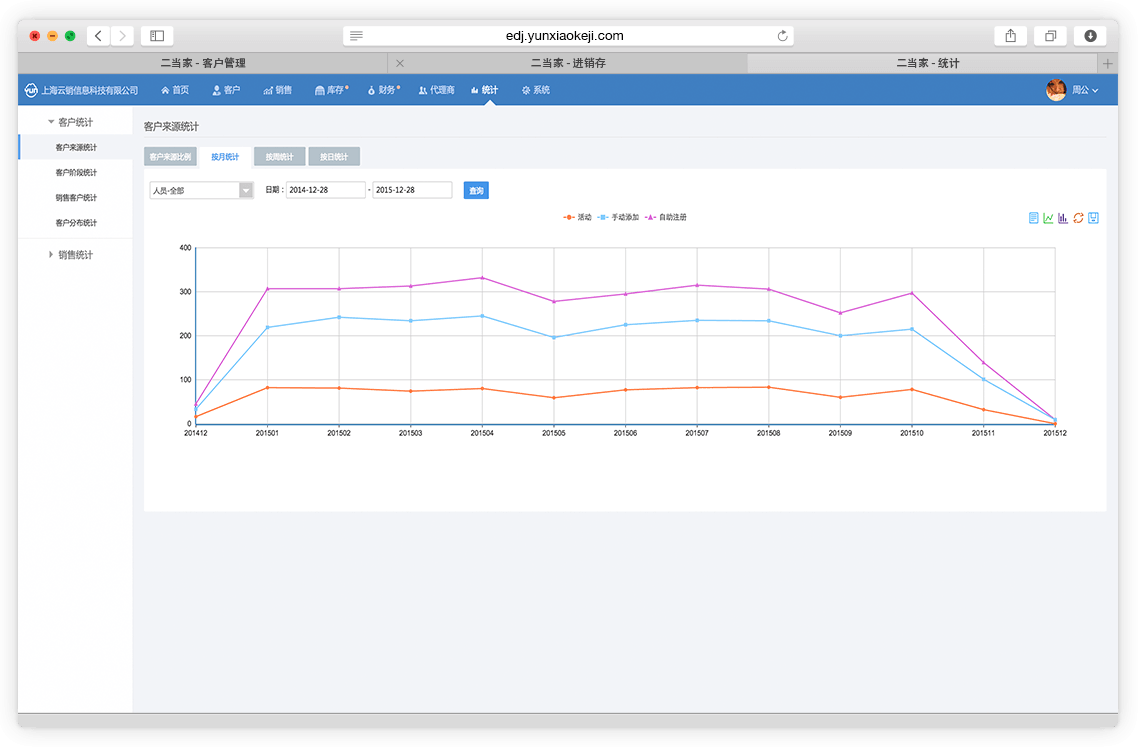 edj.yunxiaokeji.com
二当家 - 客户管理
二当家 - 进销存
二当家 - 统计
上海云销信息科技有限公司 首页 客户 销售 库存 财务 代理商 统计 系统 周公
客户统计
客户来源统计
客户阶段统计
销售客户统计
客户分布统计
销售统计
客户来源统计
客户来源比例 按月统计 按周统计 按日统计
人员-全部 日期： 2014-12-28 - 2015-12-28 查询
活动 手动添加 自助注册
400
300
200
100
0
201412 201501 201502 201503 201504 201505 201506 201507 201508 201509 201510 201511 201512